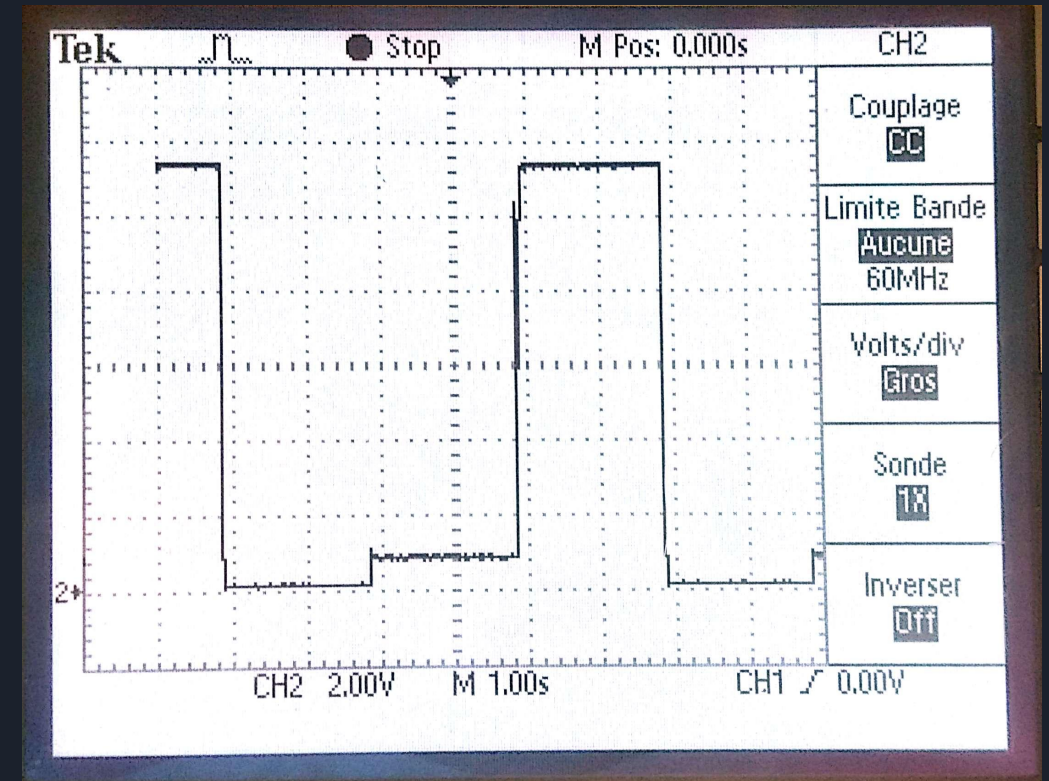 Tek Stop M Pos: 0.000s CH2
Couplage
CC
Limite Bande
Aucune
60MHz
Volts/div
Gros
Sonde
1X
Inverser
Off
2
CH2 2.00V M 1.00s CH1 0.00V